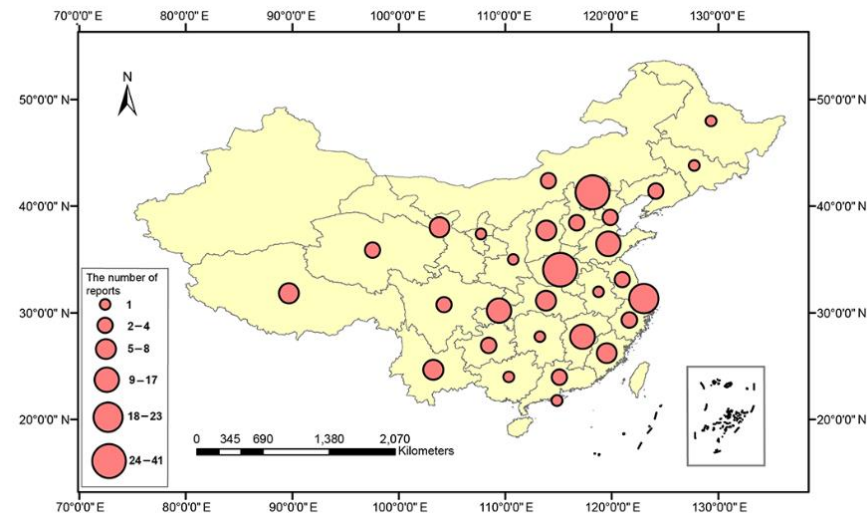 70°0'0"E 80°0'0"E 90°0'0"E 100°0'0"E 110°0'0"E 120°0'0"E 130°0'0"E
N
50°0'0"N 50°0'0"N
40°0'0"N 40°0'0"N
30°0'0"N 30°0'0"N
20°0'0"N 20°0'0"N
The number of
reports
1
2–4
5–8
9–17
18–23
24–41
0 345 690 1,380 2,070
Kilometers
70°0'0"E 80°0'0"E 90°0'0"E 100°0'0"E 110°0'0"E 120°0'0"E 130°0'0"E